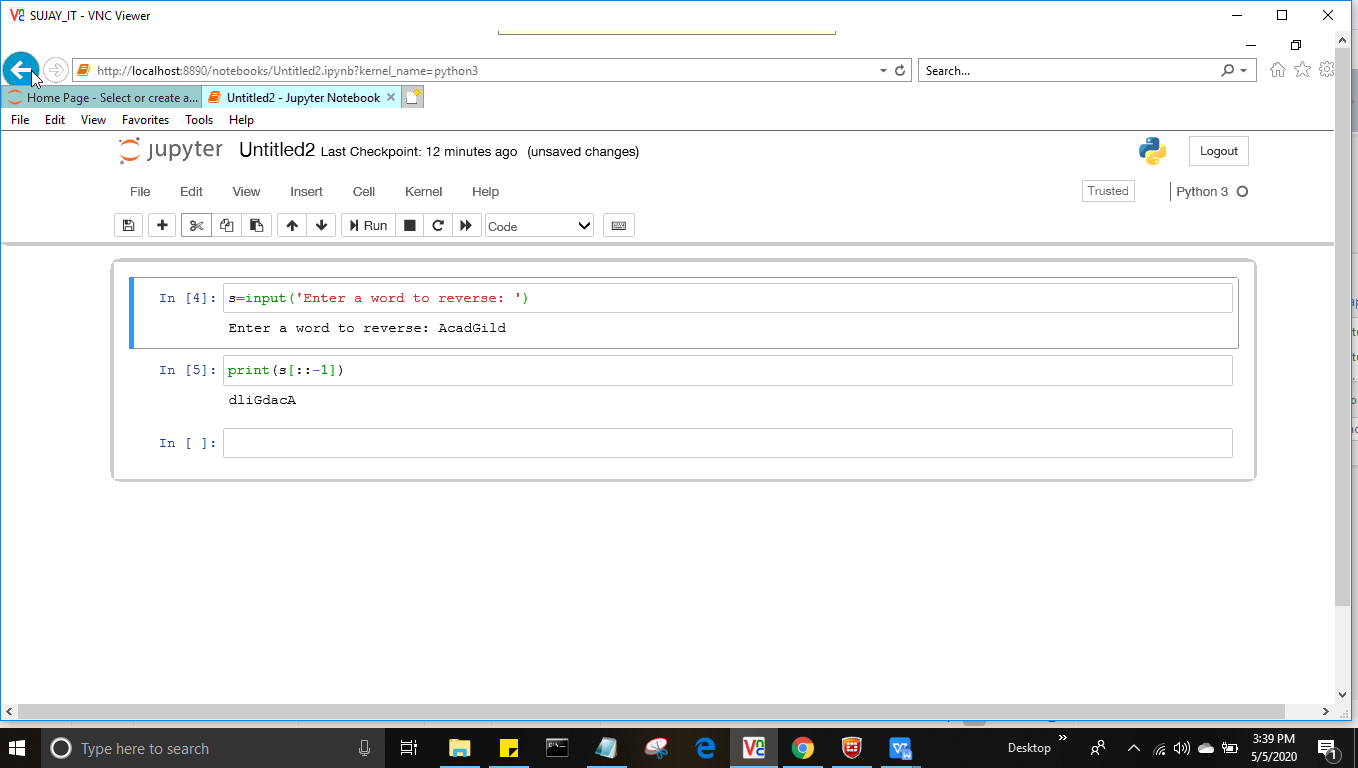 SUJAY_IT - VNC Viewer
http://localhost:8890/notebooks/Untitled2.ipynb?kernel_name=python3
Search...
Home Page - Select or create a...
Untitled2 - Jupyter Notebook
File Edit View Favorites Tools Help
jupyter Untitled2 Last Checkpoint: 12 minutes ago (unsaved changes)
Logout
File Edit View Insert Cell Kernel Help
Trusted
Python 3
Run
Code
In [4]: s=input('Enter a word to reverse: ')
Enter a word to reverse: AcadGild
In [5]: print(s[::-1])
dliGdacA
In [ ]:
Type here to search
Desktop
3:39 PM
5/5/2020
1